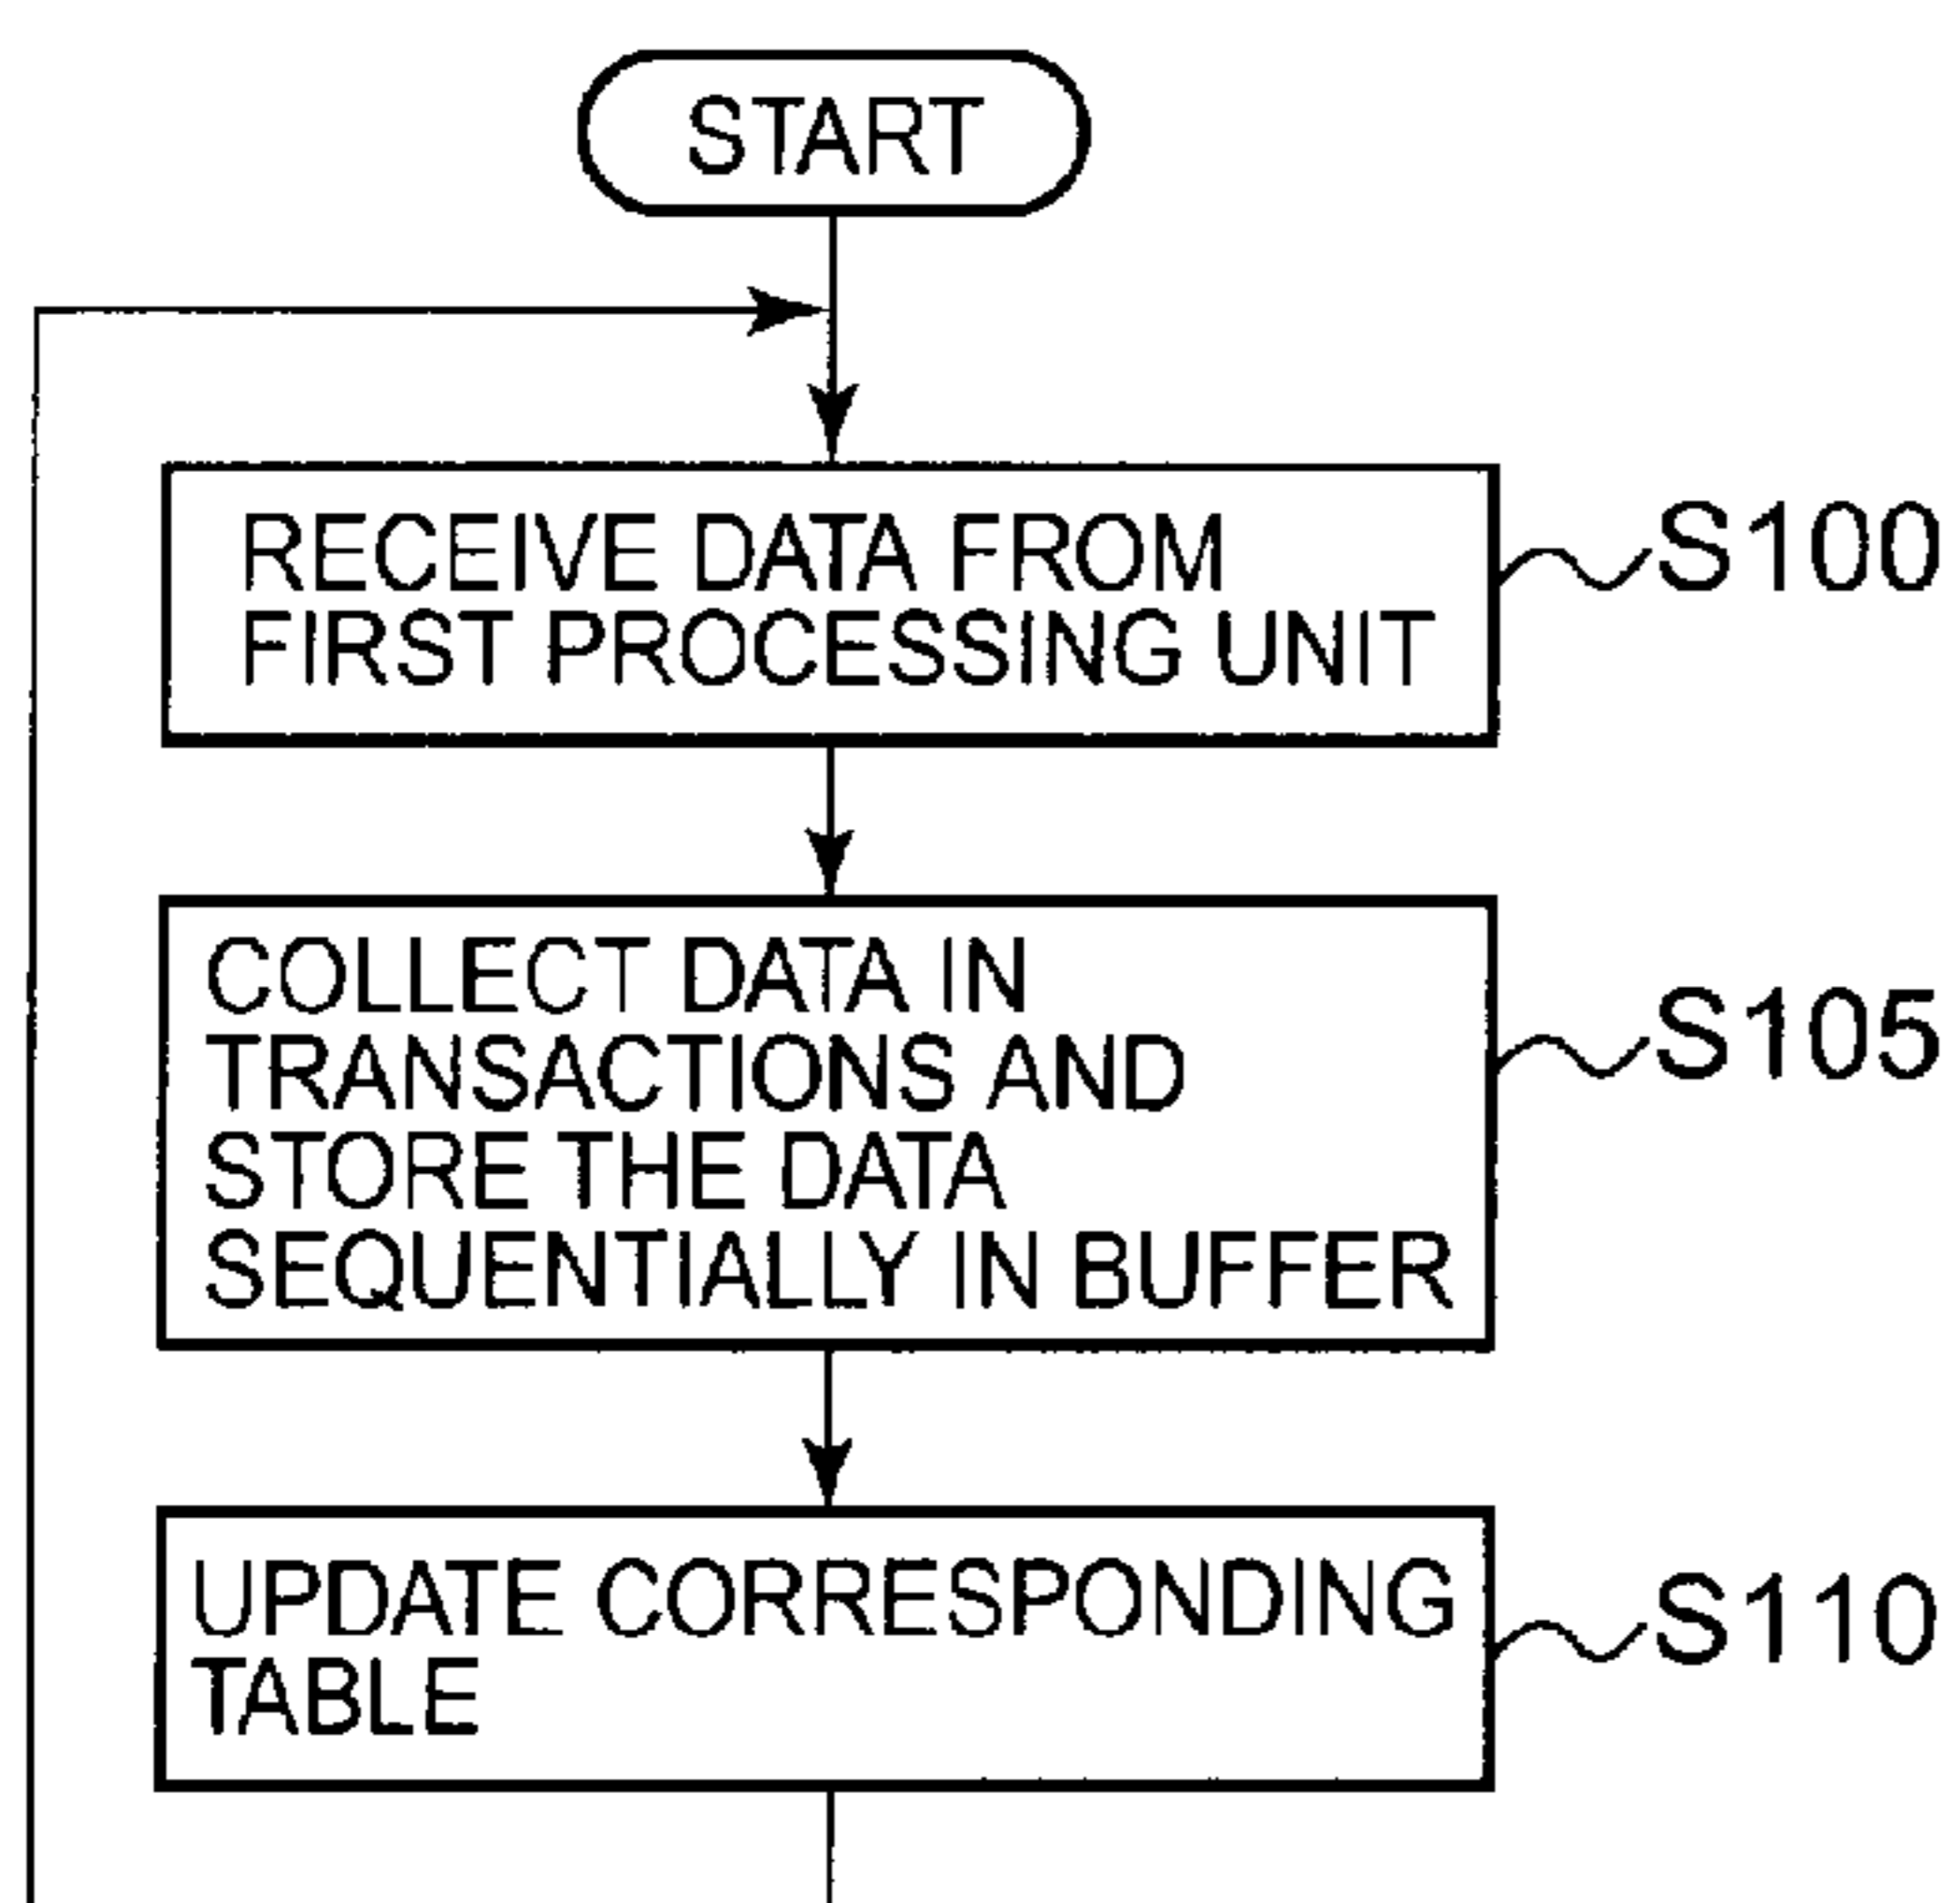 START
RECEIVE DATA FROM
FIRST PROCESSING UNIT
S100
COLLECT DATA IN
TRANSACTIONS AND
STORE THE DATA
SEQUENTIALLY IN BUFFER
S105
UPDATE CORRESPONDING
TABLE
S110